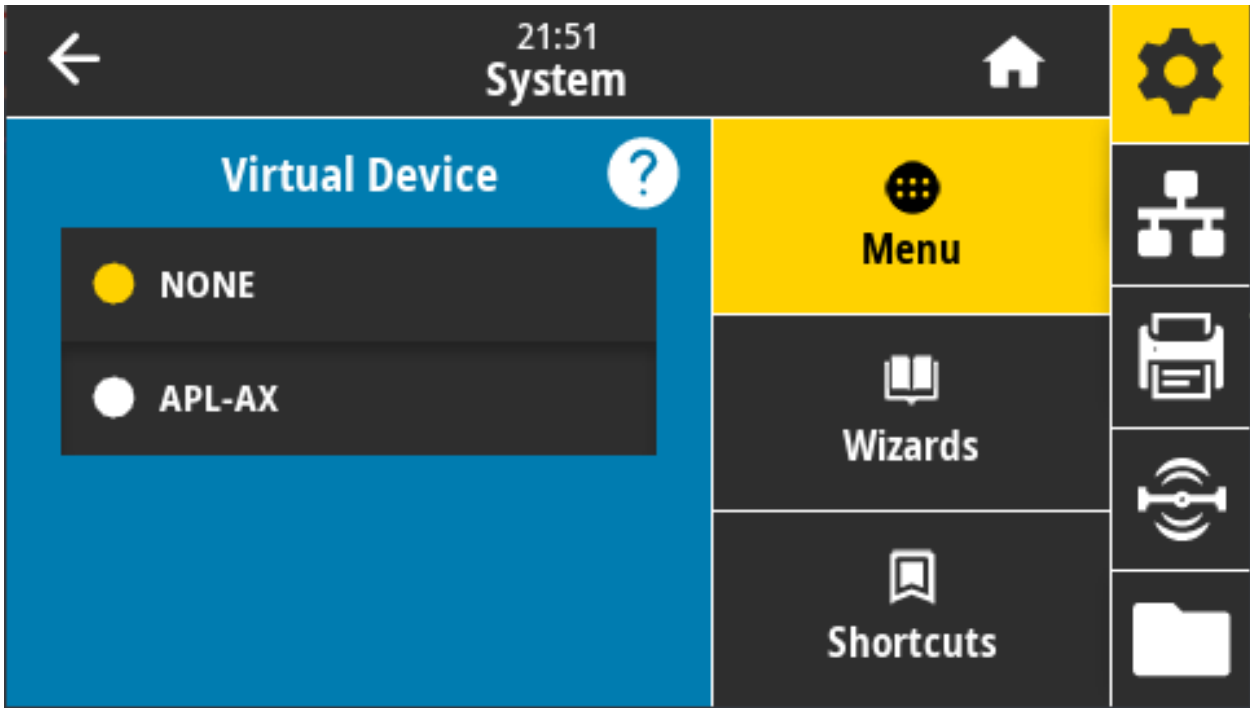 21:51
System
Virtual Device
?
NONE
APL-AX
Menu
Wizards
Shortcuts